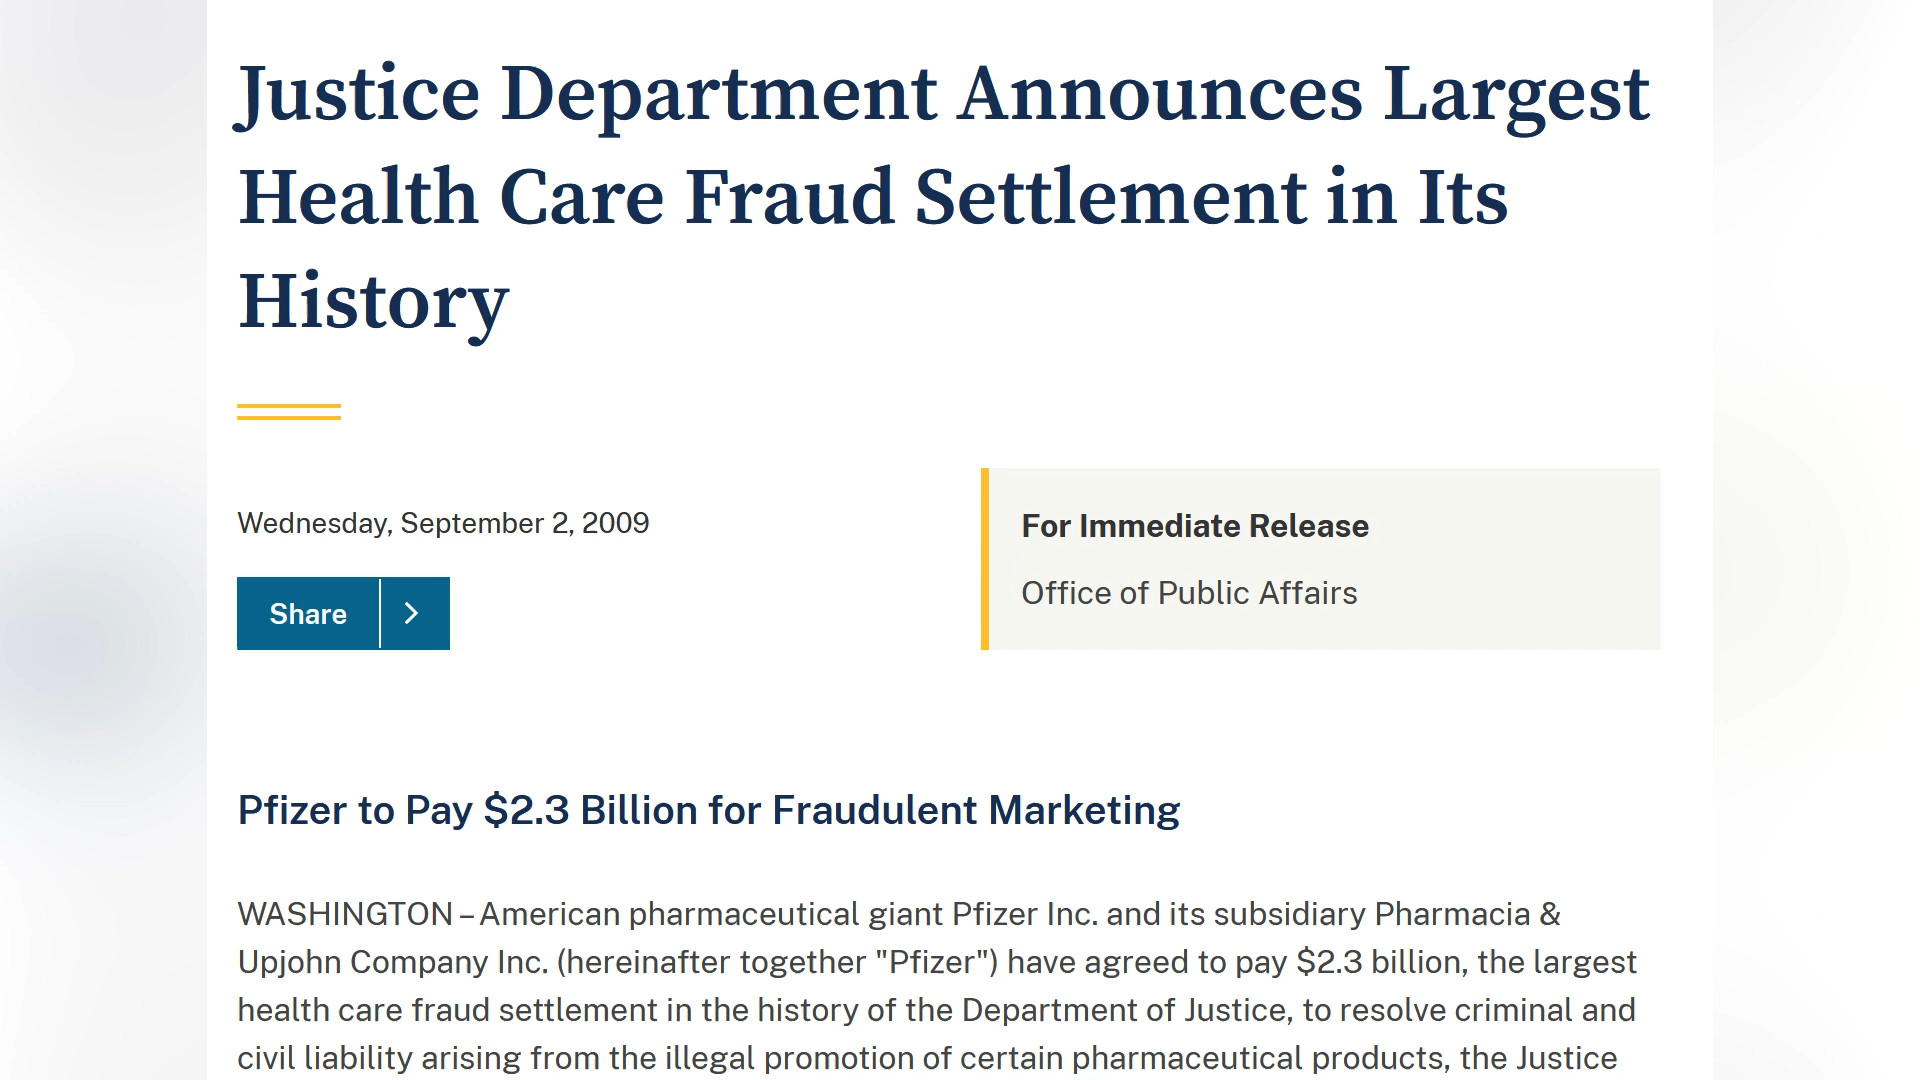 Justice Department Announces Largest
Health Care Fraud Settlement in Its
History
Wednesday, September 2, 2009
For Immediate Release
Office of Public Affairs
Share
Pfizer to Pay $2.3 Billion for Fraudulent Marketing
WASHINGTON – American pharmaceutical giant Pfizer Inc. and its subsidiary Pharmacia &
Upjohn Company Inc. (hereinafter together "Pfizer") have agreed to pay $2.3 billion, the largest
health care fraud settlement in the history of the Department of Justice, to resolve criminal and
civil liability arising from the illegal promotion of certain pharmaceutical products, the Justice